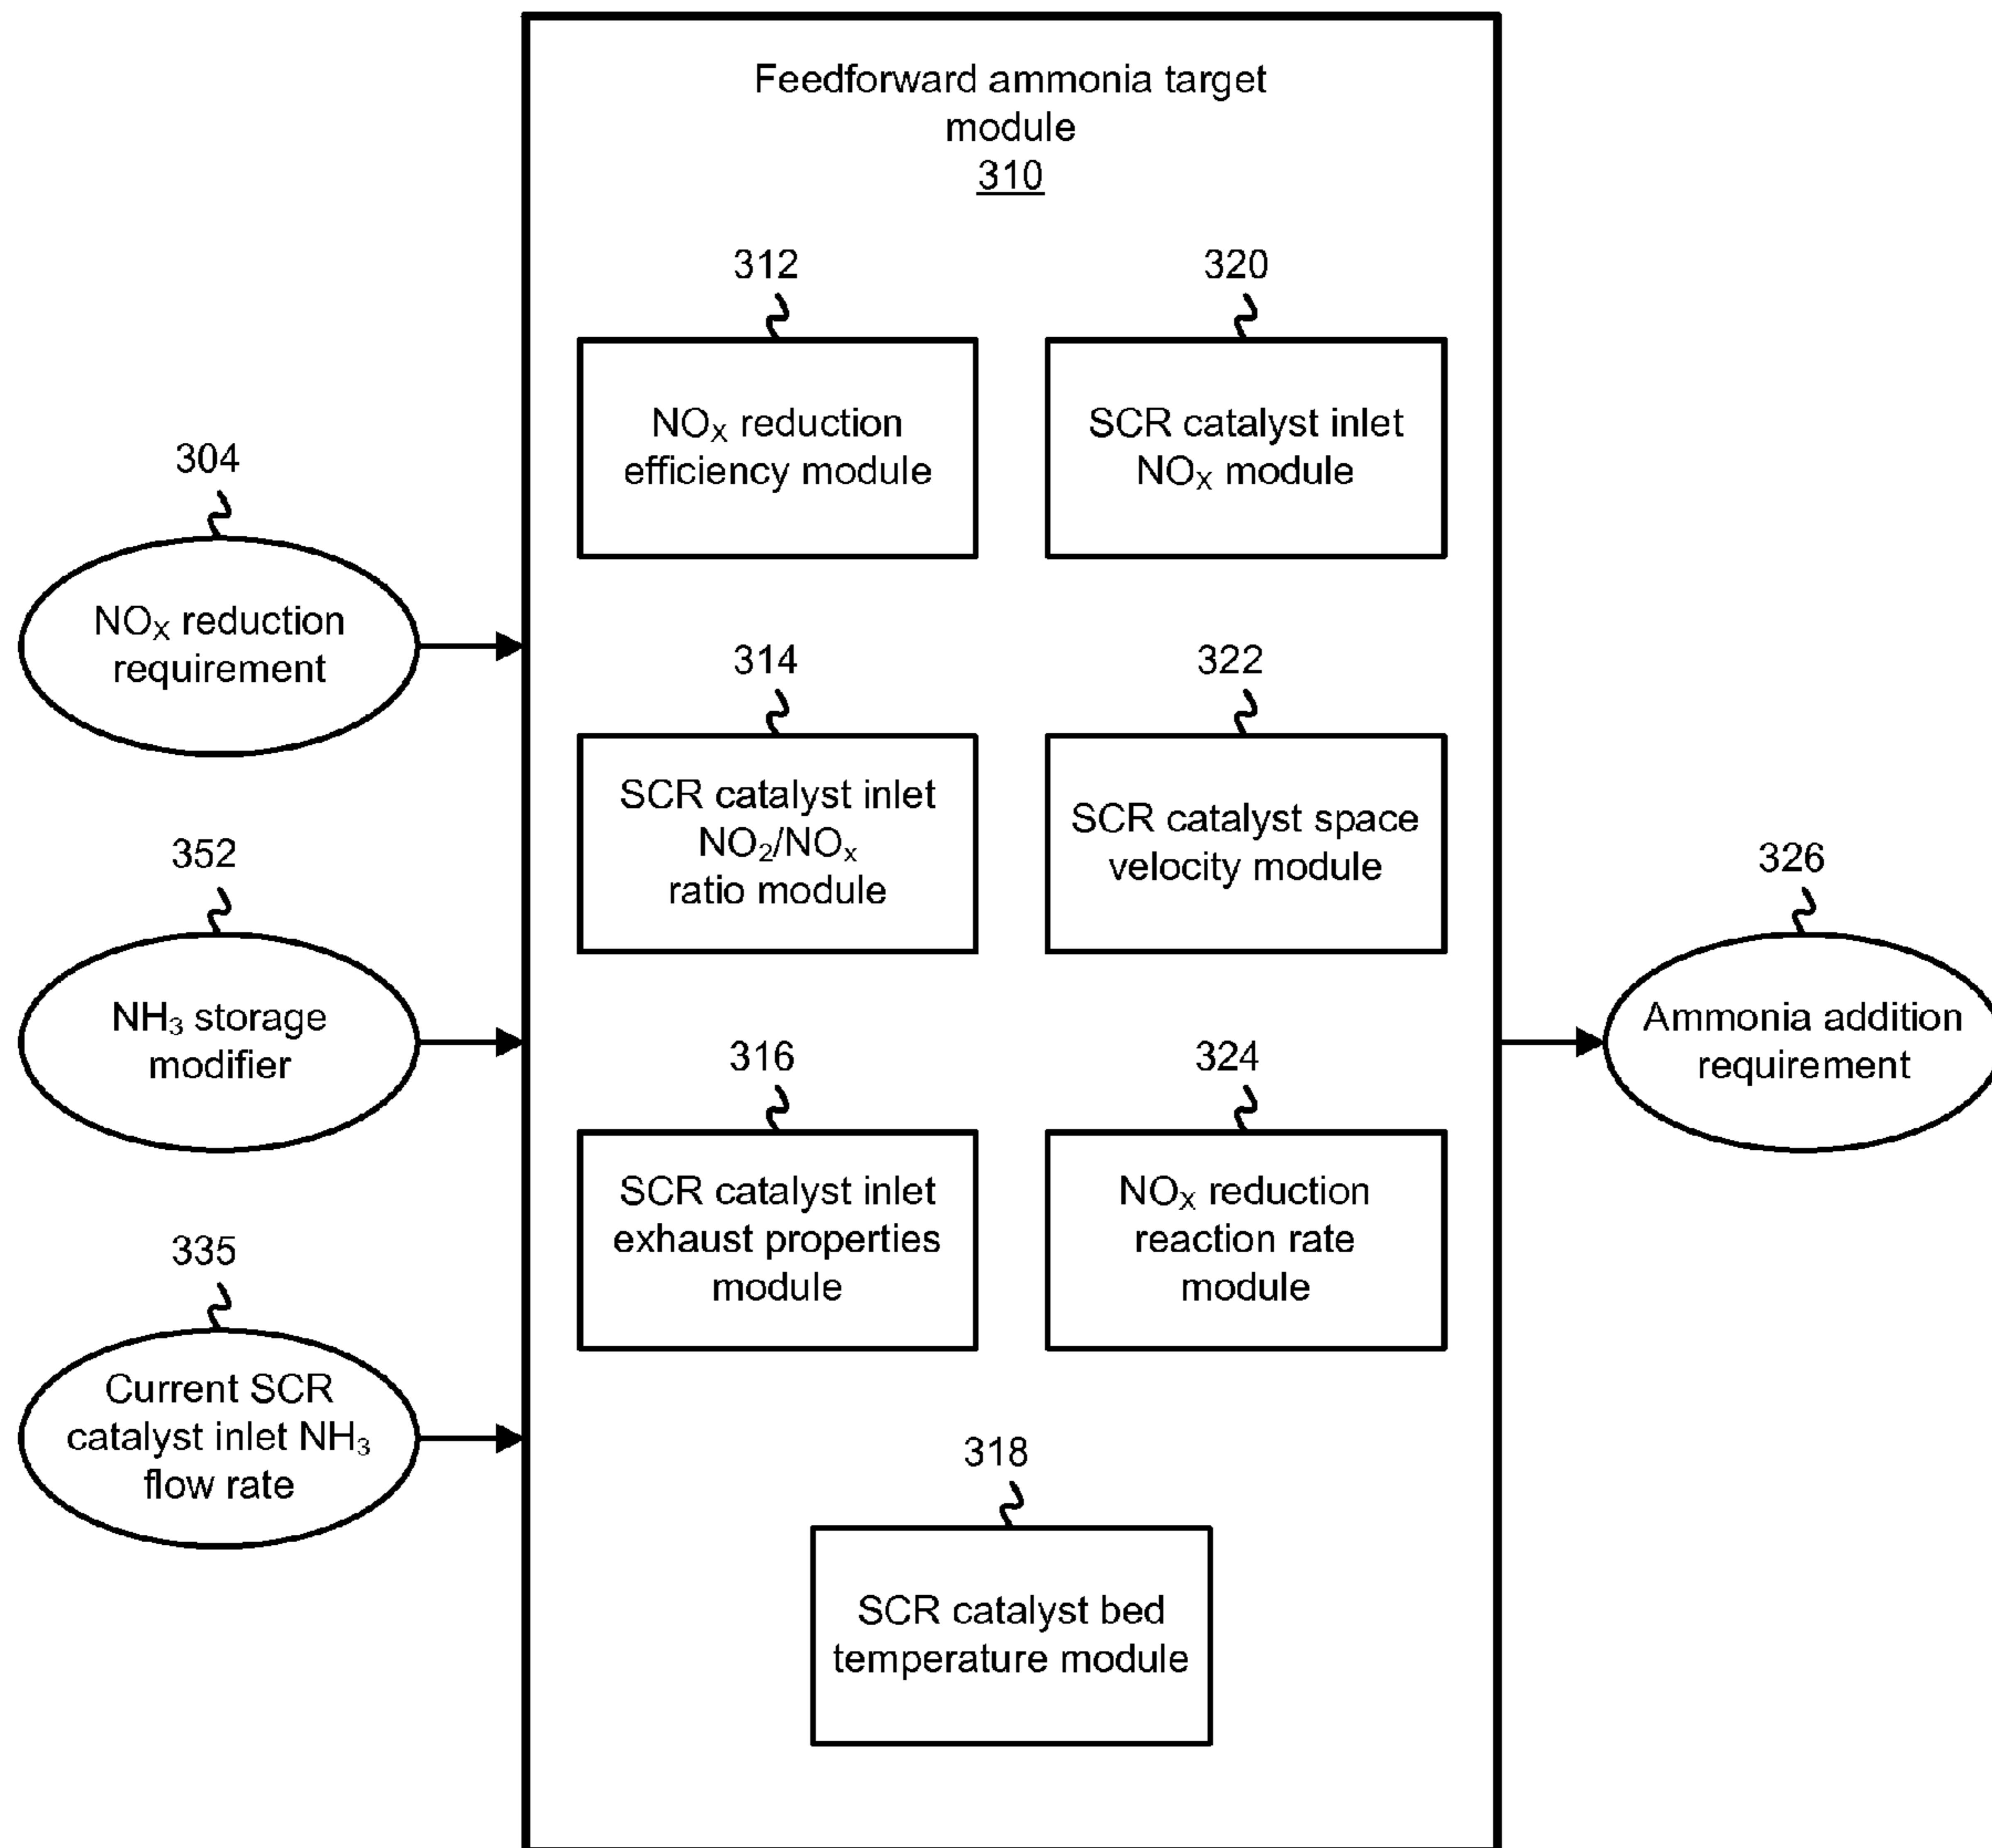 Feedforward ammonia target
module
310
312
NOX reduction
efficiency module
320
SCR catalyst inlet
NOX module
304
NOX reduction
requirement
314
SCR catalyst inlet
NO2/NOx
ratio module
322
SCR catalyst space
velocity module
352
NH3 storage
modifier
326
Ammonia addition
requirement
316
SCR catalyst inlet
exhaust properties
module
324
NOX reduction
reaction rate
module
335
Current SCR
catalyst inlet NH3
flow rate
318
SCR catalyst bed
temperature module